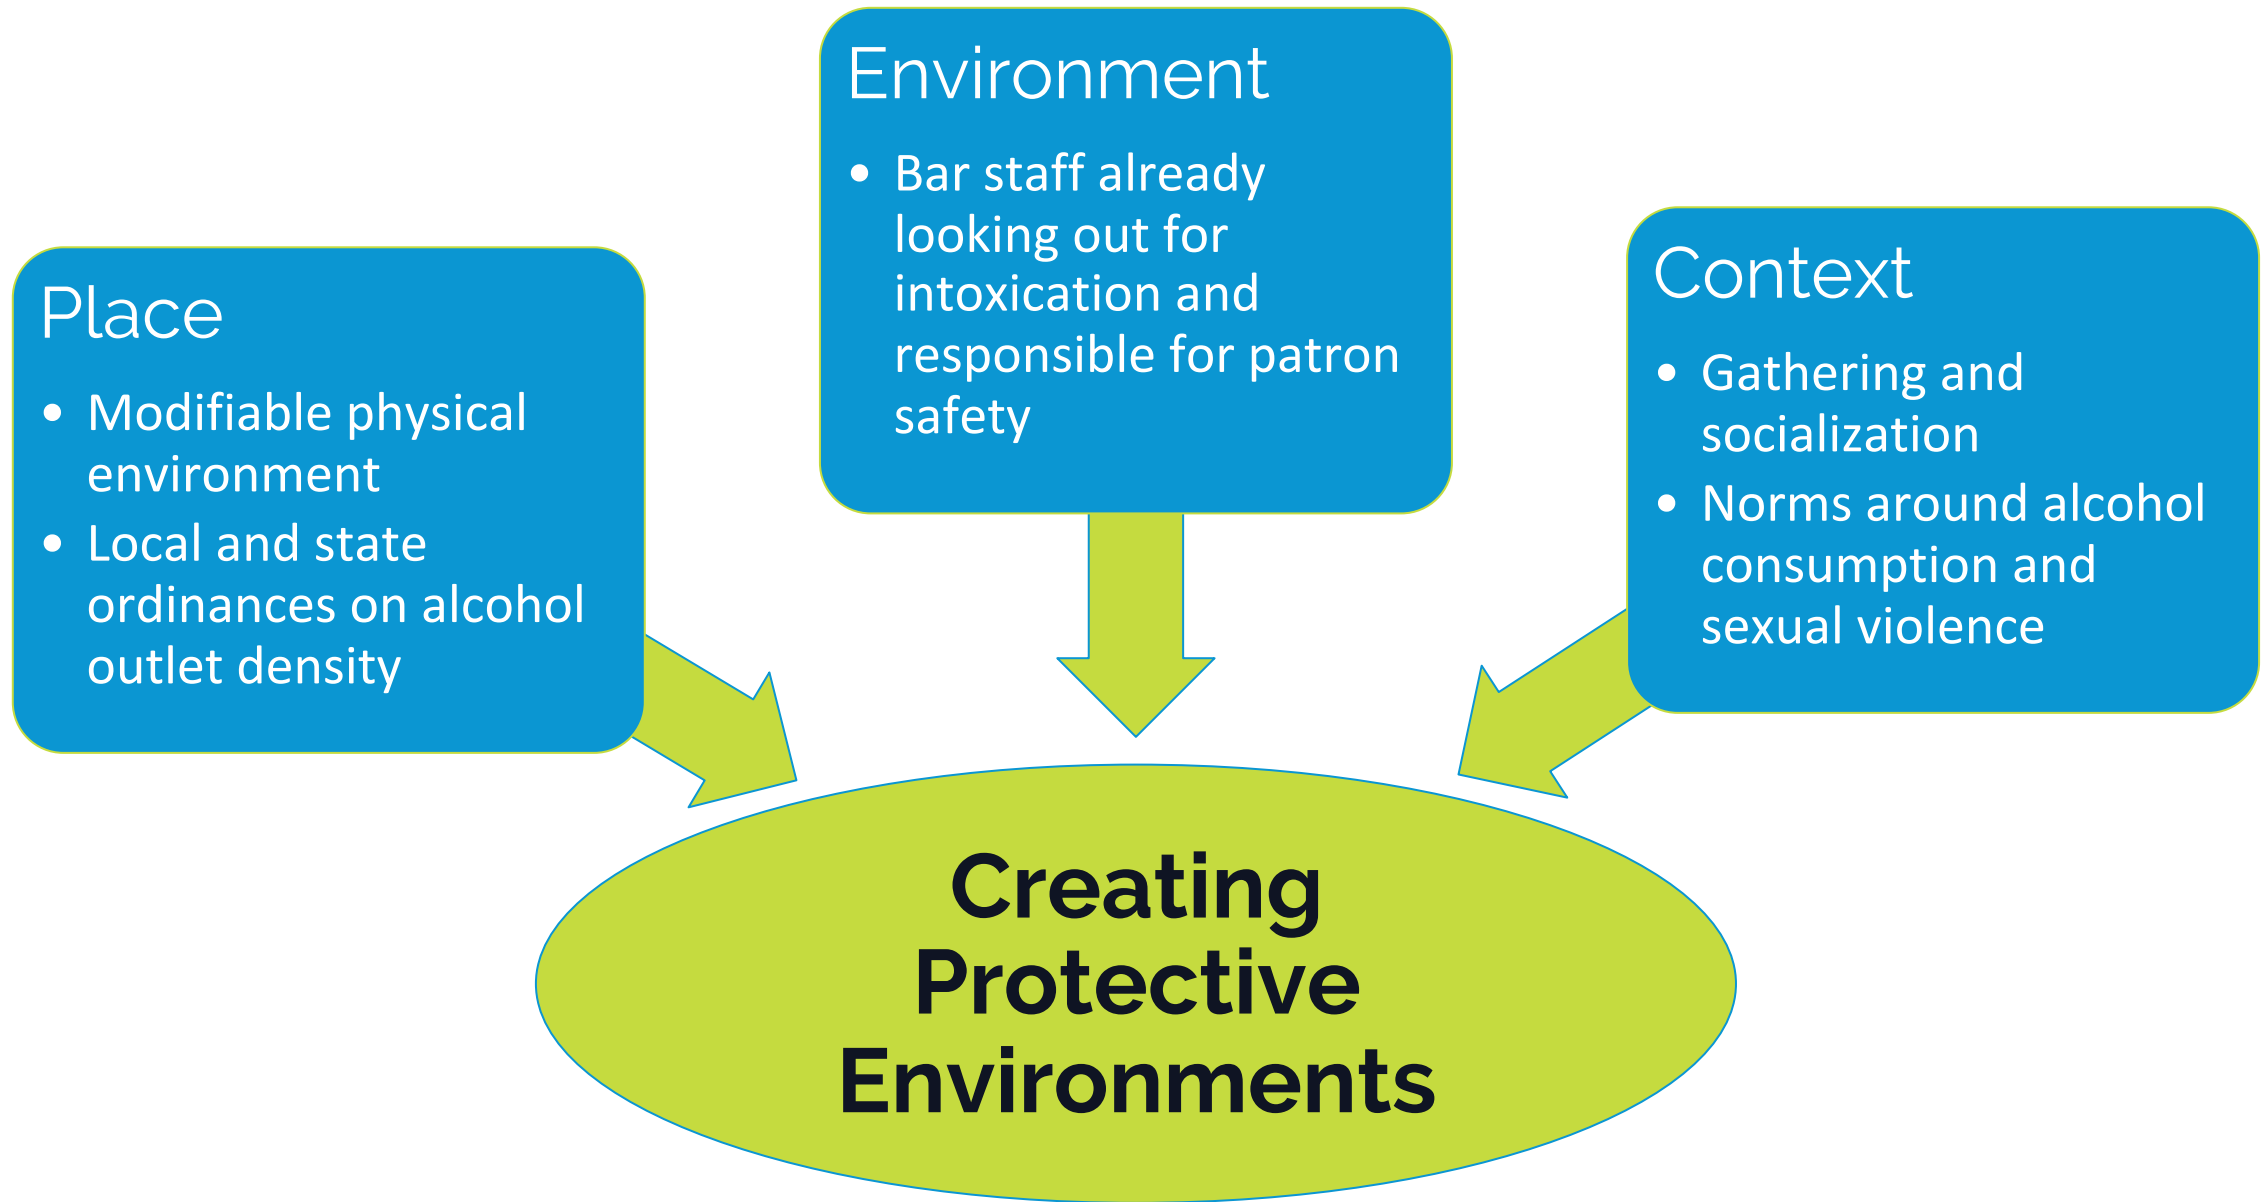 Place
• Modifiable physical
environment
• Local and state
ordinances on alcohol
outlet density
Environment
• Bar staff already
looking out for
intoxication and
responsible for patron
safety
Context
• Gathering and
socialization
• Norms around alcohol
consumption and
sexual violence
Creating
Protective
Environments